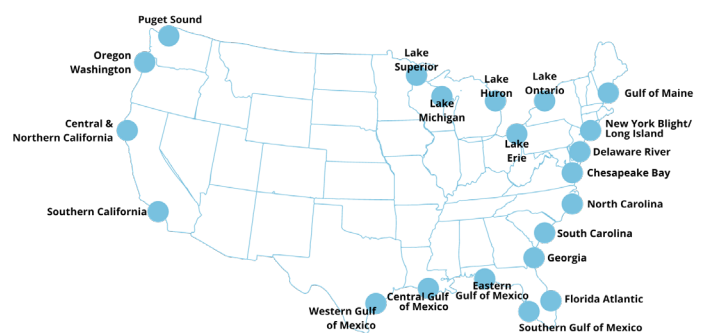 Puget Sound
Oregon
Washington
Central &
Northern California
Southern California
Lake
Superior
Lake
Michigan
Lake
Huron
Lake
Ontario
Lake
Erie
Gulf of Maine
New York Blight/
Long Island
Delaware River
Chesapeake Bay
North Carolina
South Carolina
Georgia
Florida Atlantic
Southern Gulf of Mexico
Eastern
Gulf of Mexico
Central Gulf
of Mexico
Western Gulf
of Mexico